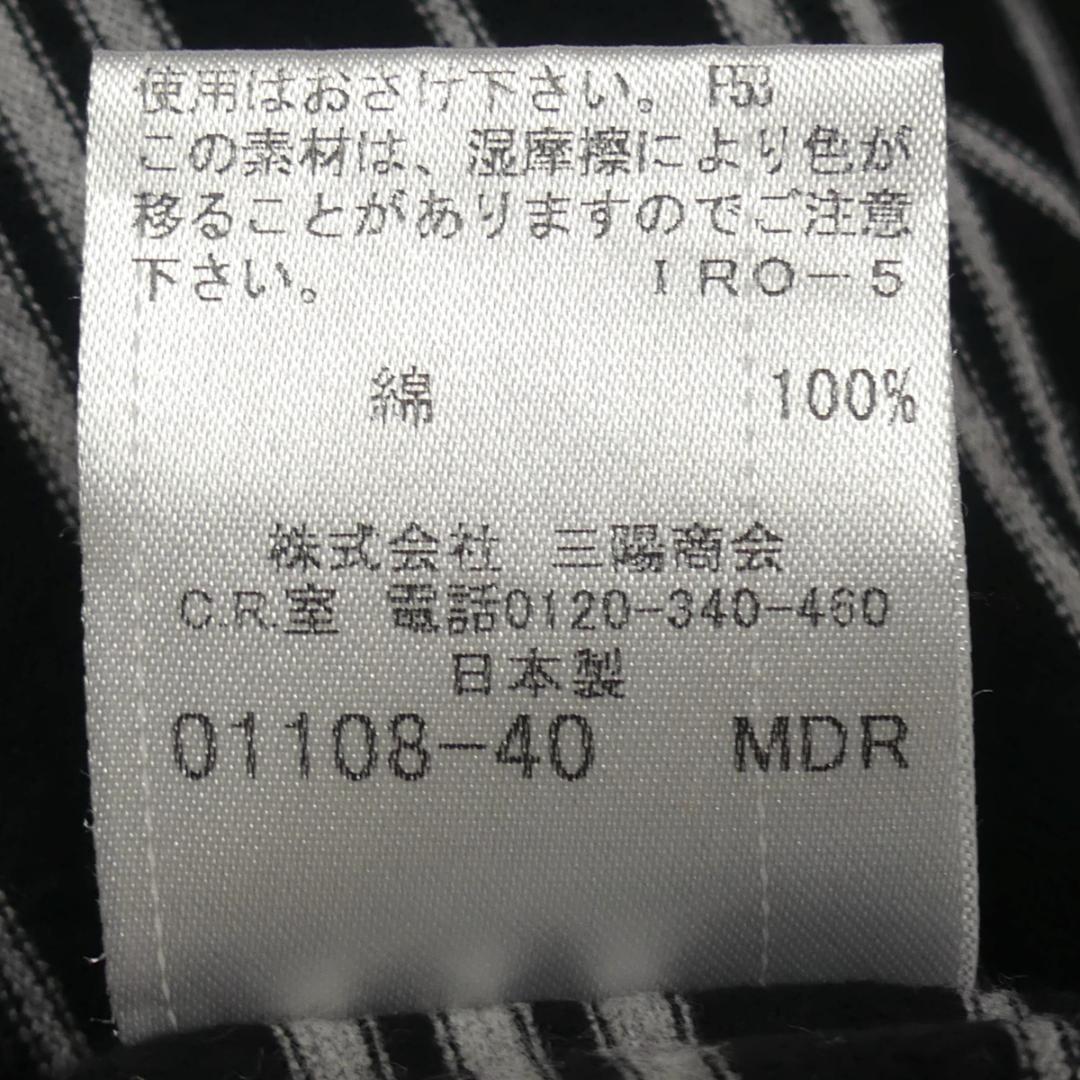 使用はおさけ下さい。 P53
この素材は、湿摩擦により色が
移ることがありますのでご注意
下さい。 IRO-5
綿 100%
株式会社 三陽商会
C.R.室 電話0120-340-460
日本製
01108-40 MDR